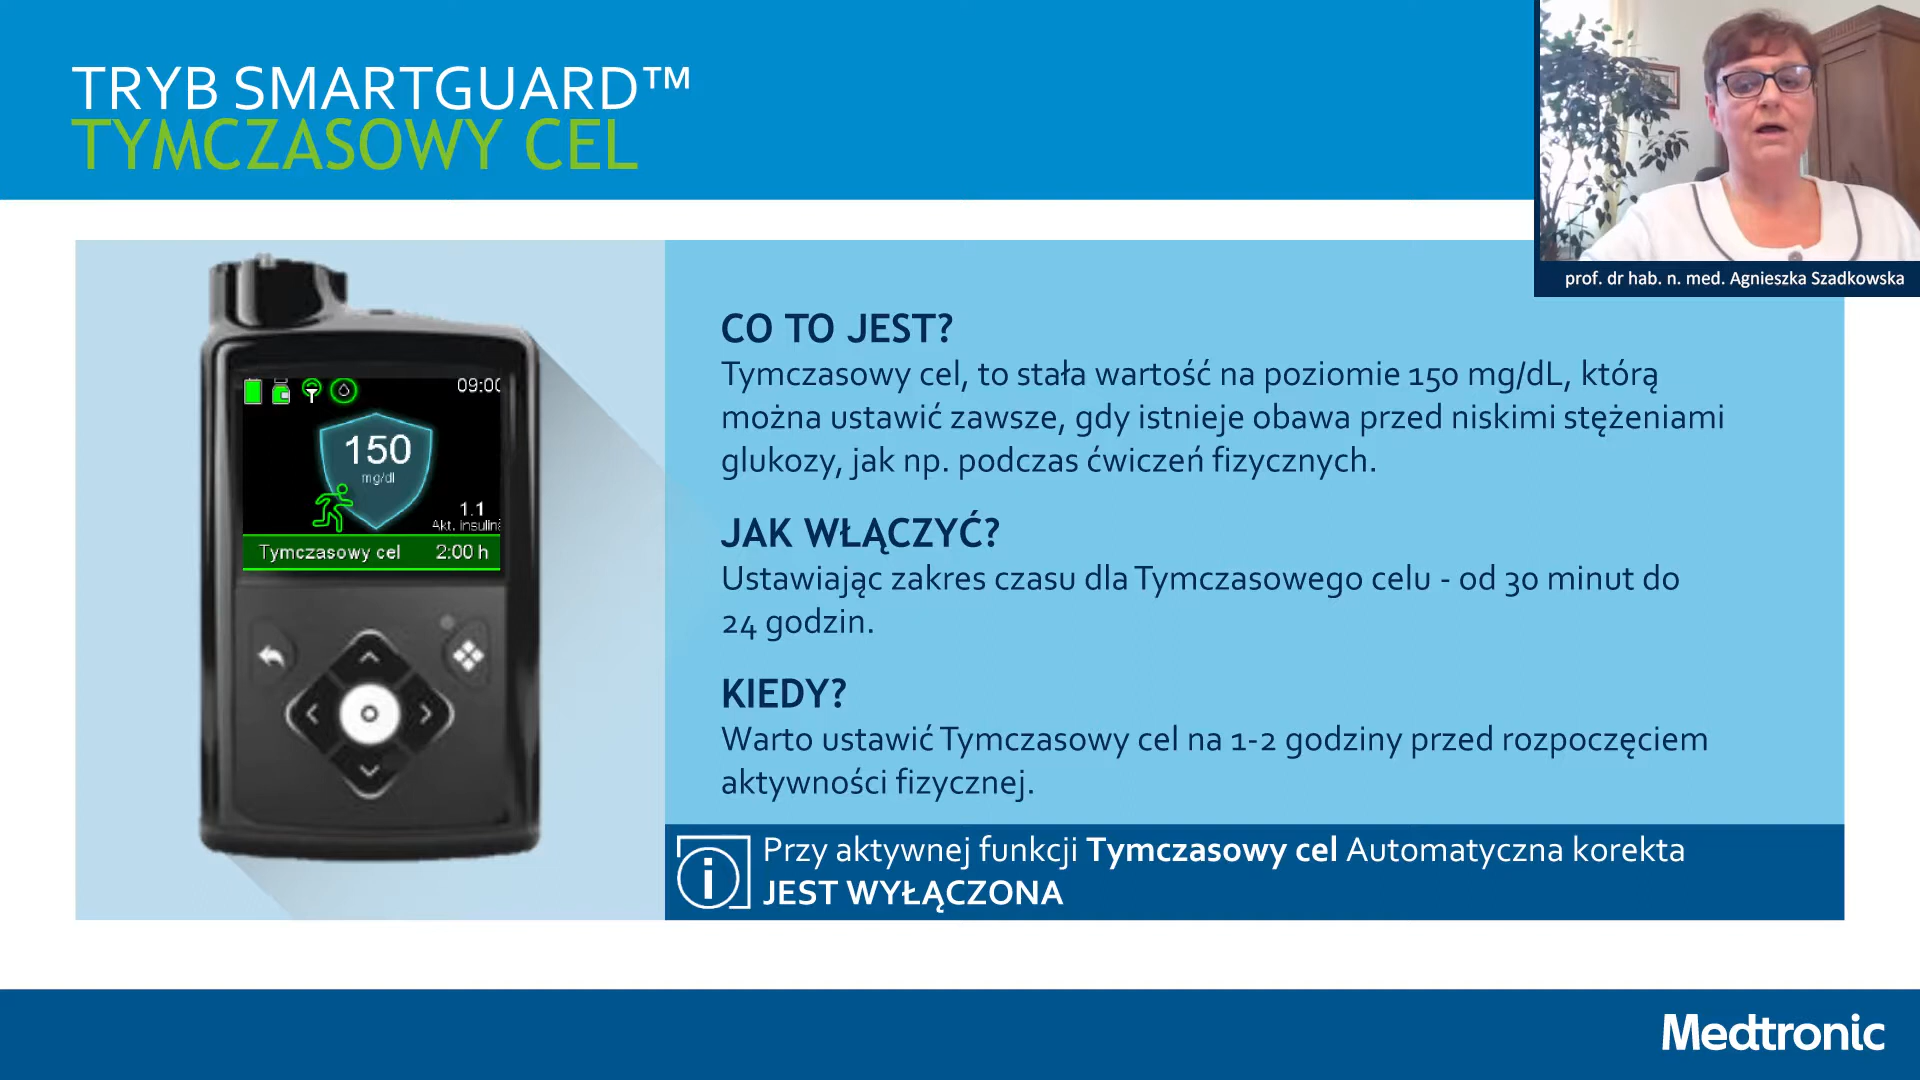 TRYB SMARTGUARD™
TYMCZASOWY CEL
prof. dr hab. n. med. Agnieszka Szadkowska
09:00
150
mg/dl
1.1
Akt. insulin
Tymczasowy cel 2:00 h
CO TO JEST?
Tymczasowy cel, to stała wartość na poziomie 150 mg/dL, którą
można ustawić zawsze, gdy istnieje obawa przed niskimi stężeniami
glukozy, jak np. podczas ćwiczeń fizycznych.
JAK WŁĄCZYĆ?
Ustawiając zakres czasu dla Tymczasowego celu - od 30 minut do
24 godzin.
KIEDY?
Warto ustawić Tymczasowy cel na 1-2 godziny przed rozpoczęciem
aktywności fizycznej.
Przy aktywnej funkcji Tymczasowy cel Automatyczna korekta
JEST WYŁĄCZONA
Medtronic